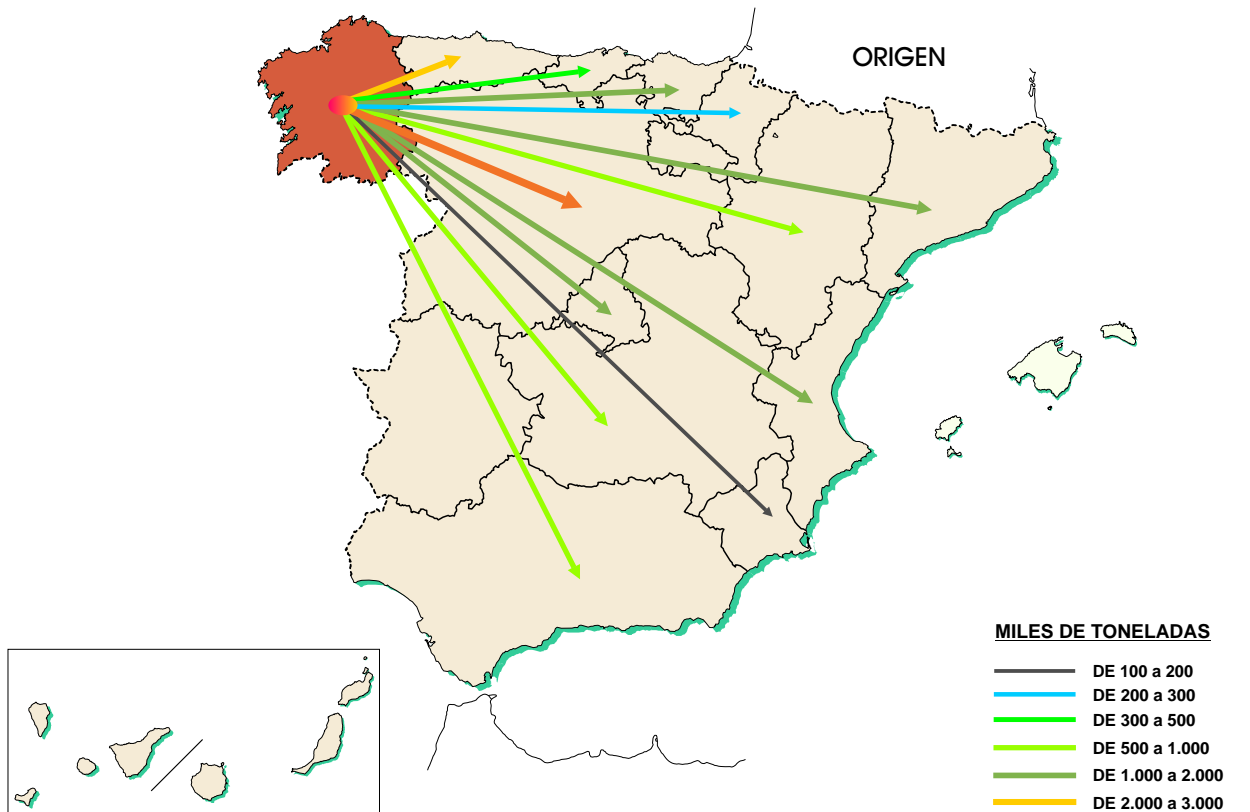 ORIGEN
MILES DE TONELADAS
DE 100 a 200
DE 200 a 300
DE 300 a 500
DE 500 a 1.000
DE 1.000 a 2.000
DE 2.000 a 3.000